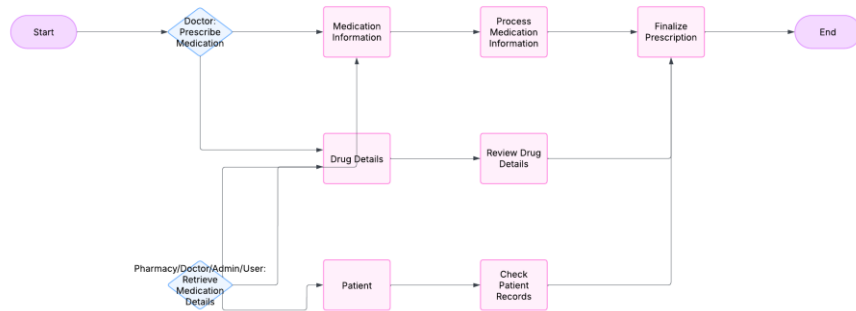 Start
Doctor:
Prescribe
Medication
Medication
Information
Process
Medication
Information
Finalize
Prescription
End
Drug Details
Review Drug
Details
Pharmacy/Doctor/Admin/User:
Retrieve
Medication
Details
Patient
Check
Patient
Records